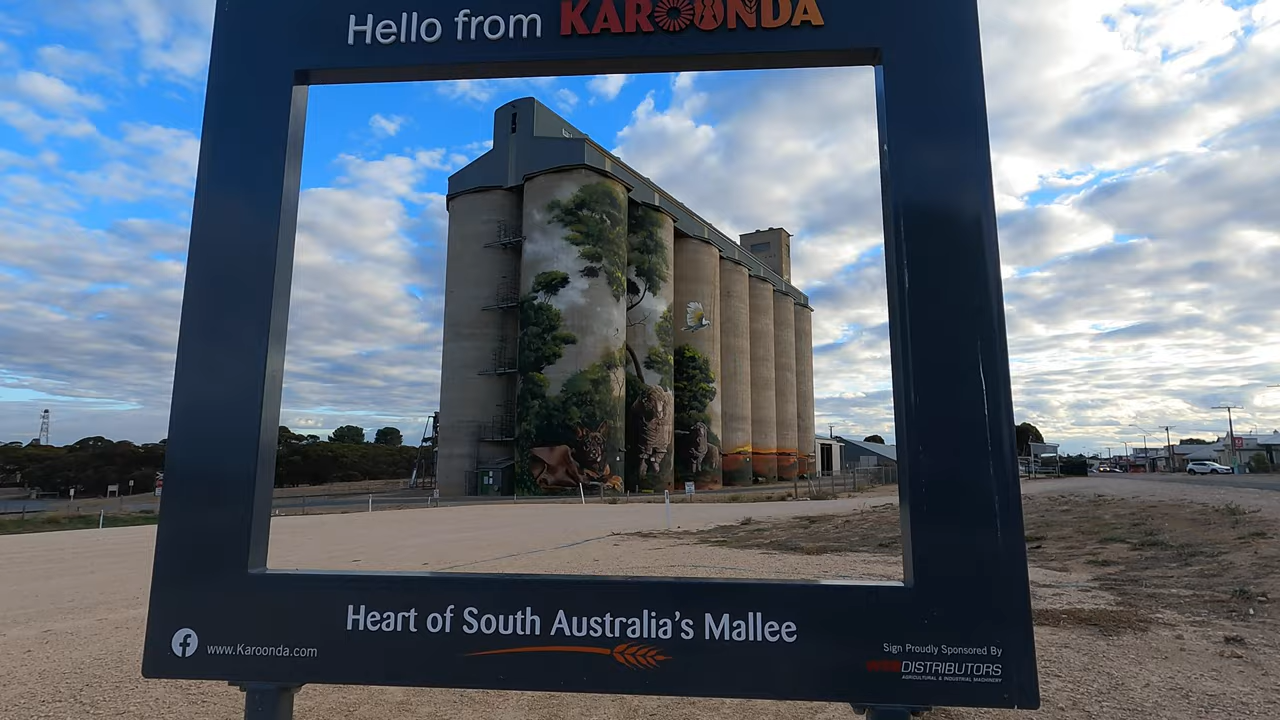 Hello from KAROONDA
Heart of South Australia's Mallee
www.Karoonda.com
Sign Proudly Sponsored By
DISTRIBUTORS
AGRICULTURAL & INDUSTRIAL MACHINERY